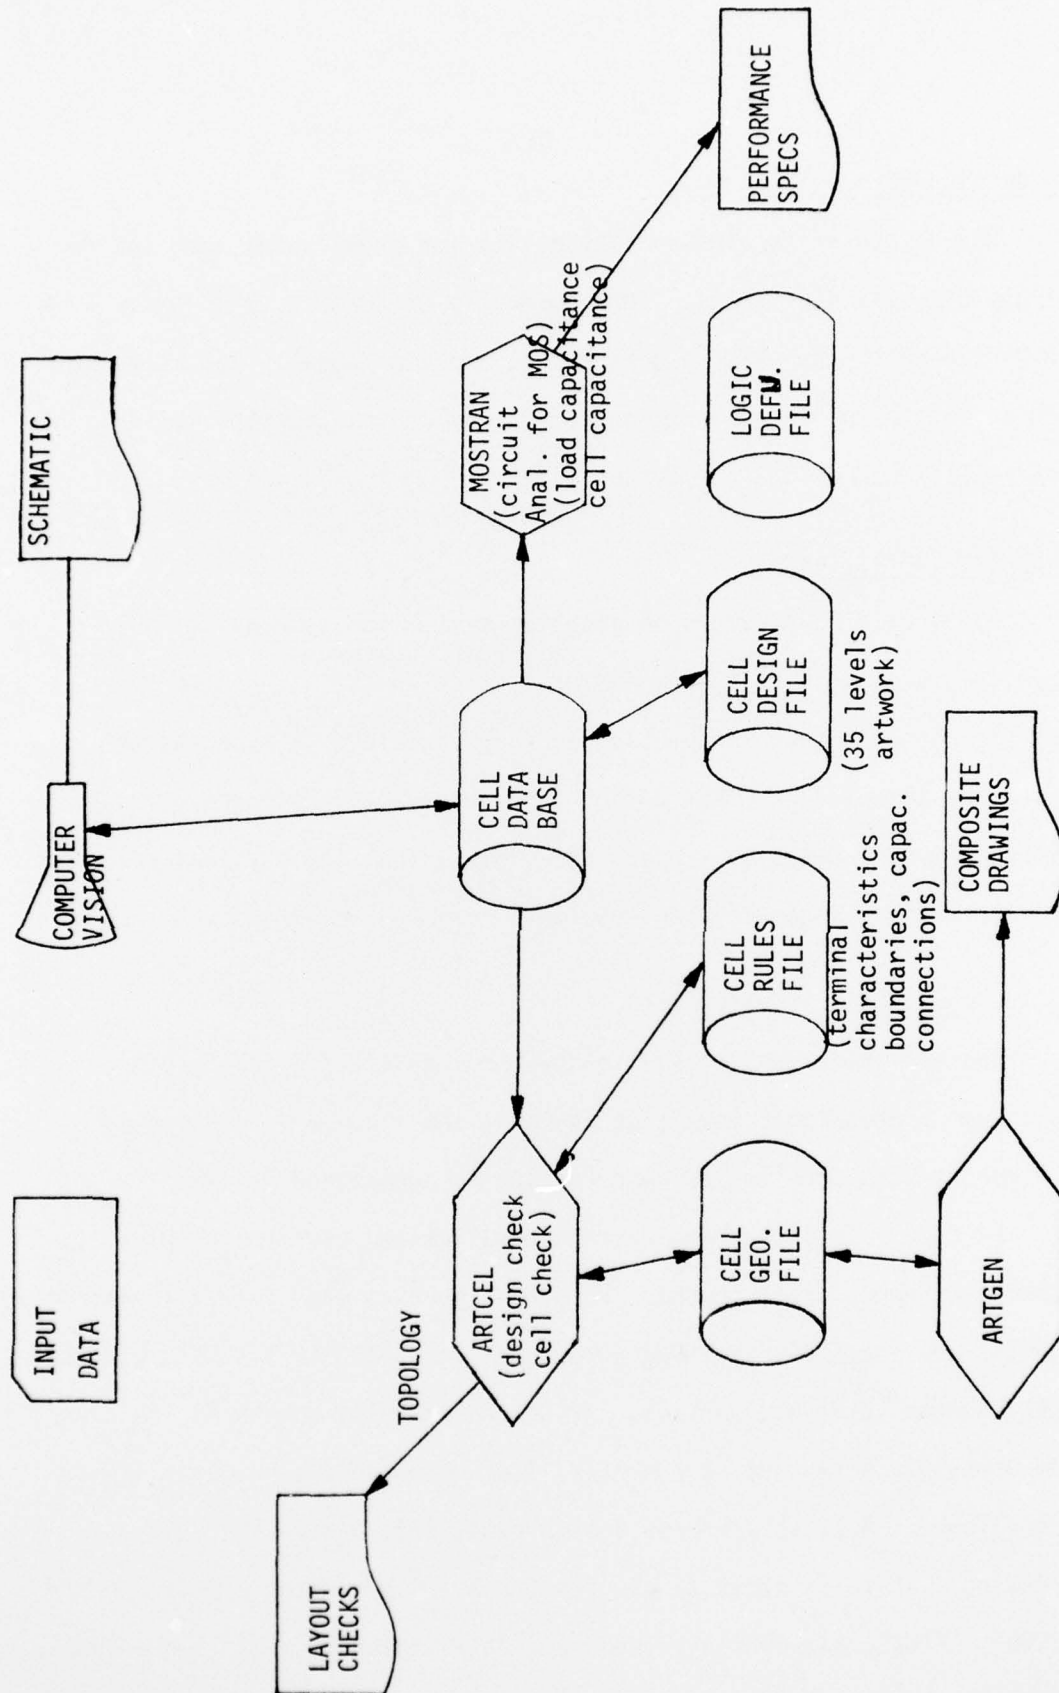 INPUT
DATA
COMPUTER
VISION
SCHEMATIC
LAYOUT
CHECKS
TOPOLOGY
ARTCEL
(design check
cell check)
CELL
DATA
BASE
MOSTRAN
(circuit
Anal. for MOS)
(load capacitance
cell capacitance)
CELL
GEO.
FILE
CELL
RULES
FILE
(terminal
characteristics
boundaries, capac.
connections)
CELL
DESIGN
FILE
(35 levels
artwork)
LOGIC
DEFN.
FILE
PERFORMANCE
SPECS
ARTGEN
COMPOSITE
DRAWINGS